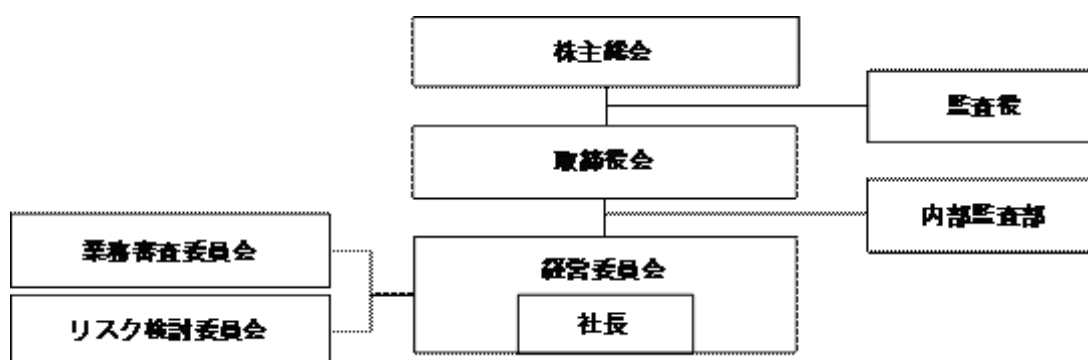 株主総会
監査役
取締役会
内部監査部
業務審査委員会
経営委員会
リスク検討委員会
社長